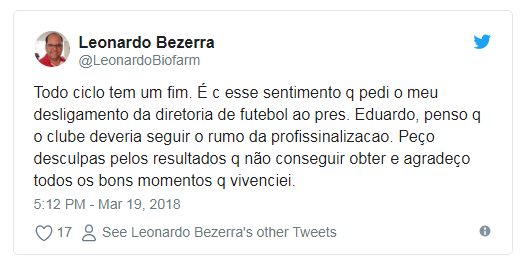 Leonardo Bezerra
@LeonardoBiofarm
Todo ciclo tem um fim. É c esse sentimento q pedi o meu
desligamento da diretoria de futebol ao pres. Eduardo, penso q
o clube deveria seguir o rumo da profissinalizacao. Peço
desculpas pelos resultados q não conseguir obter e agradeço
todos os bons momentos q vivenciei.
5:12 PM - Mar 19, 2018
17 See Leonardo Bezerra's other Tweets